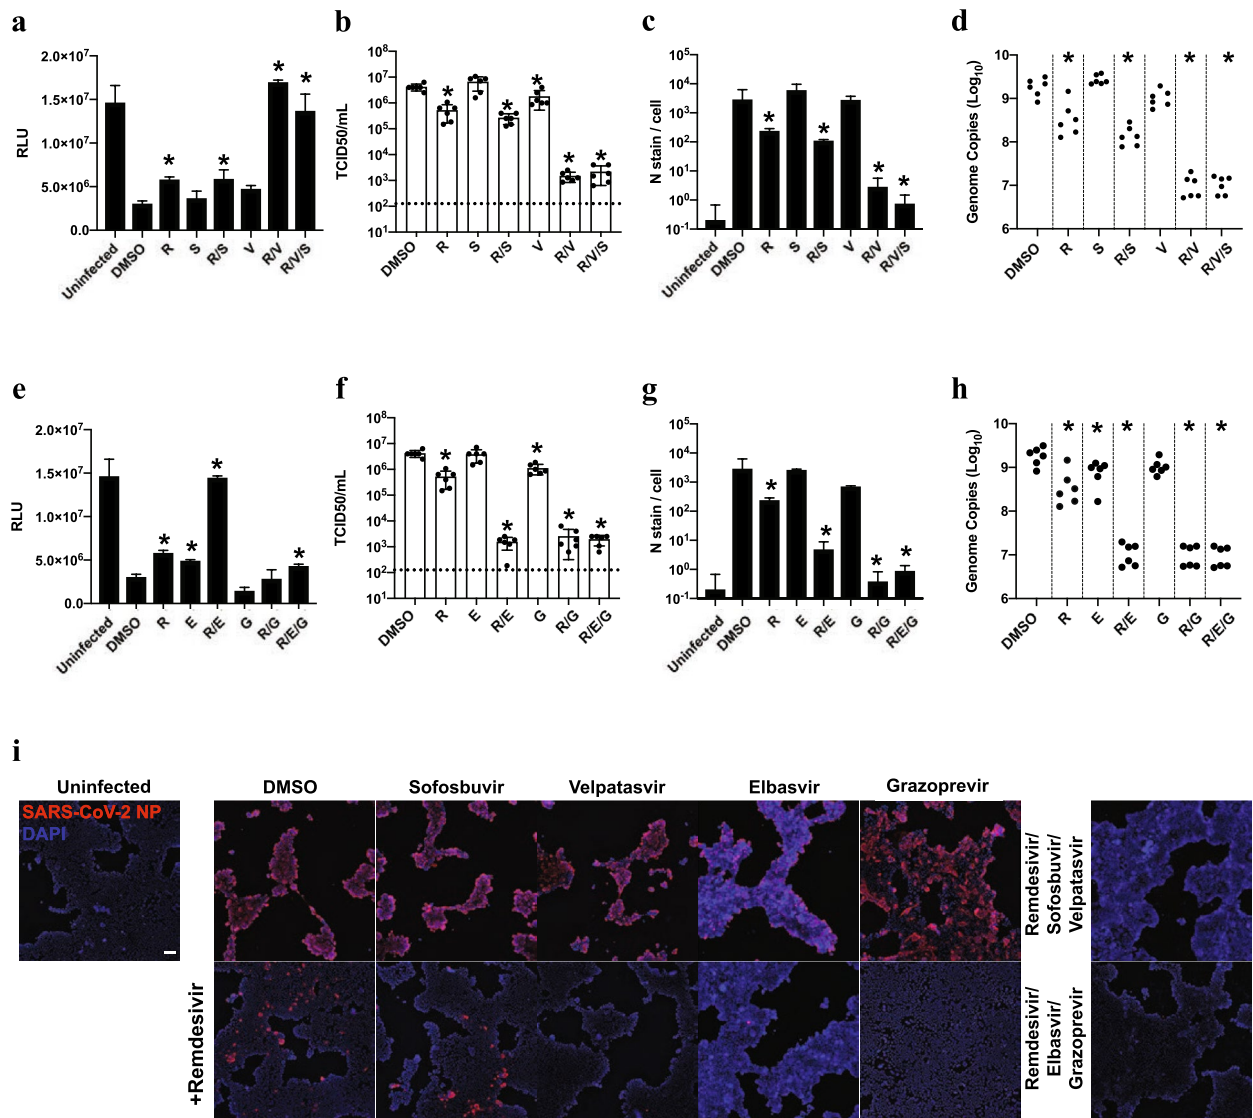 a
RLU
2.0×10⁷
1.5×10⁷
1.0×10⁷
5.0×10⁶
0.0
* * * *
Uninfected DMSO R S R/S V R/V R/V/S
b
TCID50/mL
10⁸
10⁷
10⁶
10⁵
10⁴
10³
10²
10¹
* * * * *
DMSO R S R/S V R/V R/V/S
c
N stain / cell
10⁵
10⁴
10³
10²
10¹
10⁰
10⁻¹
* * * *
Uninfected DMSO R S R/S V R/V R/V/S
d
Genome Copies (Log₁₀)
10
9
8
7
6
* * * *
DMSO R S R/S V R/V R/V/S
e
RLU
2.0×10⁷
1.5×10⁷
1.0×10⁷
5.0×10⁶
0.0
* * * *
Uninfected DMSO R E R/E G R/G R/E/G
f
TCID50/mL
10⁸
10⁷
10⁶
10⁵
10⁴
10³
10²
10¹
* * * * *
DMSO R E R/E G R/G R/E/G
g
N stain / cell
10⁵
10⁴
10³
10²
10¹
10⁰
10⁻¹
* * * *
Uninfected DMSO R E R/E G R/G R/E/G
h
Genome Copies (Log₁₀)
10
9
8
7
6
* * * * *
DMSO R E R/E G R/G R/E/G
i
Uninfected
SARS-CoV-2 NP
DAPI
DMSO
Sofosbuvir
Velpatasvir
Elbasvir
Grazoprevir
+Remdesivir
Remdesivir/
Sofosbuvir/
Velpatasvir
Remdesivir/
Elbasvir/
Grazoprevir